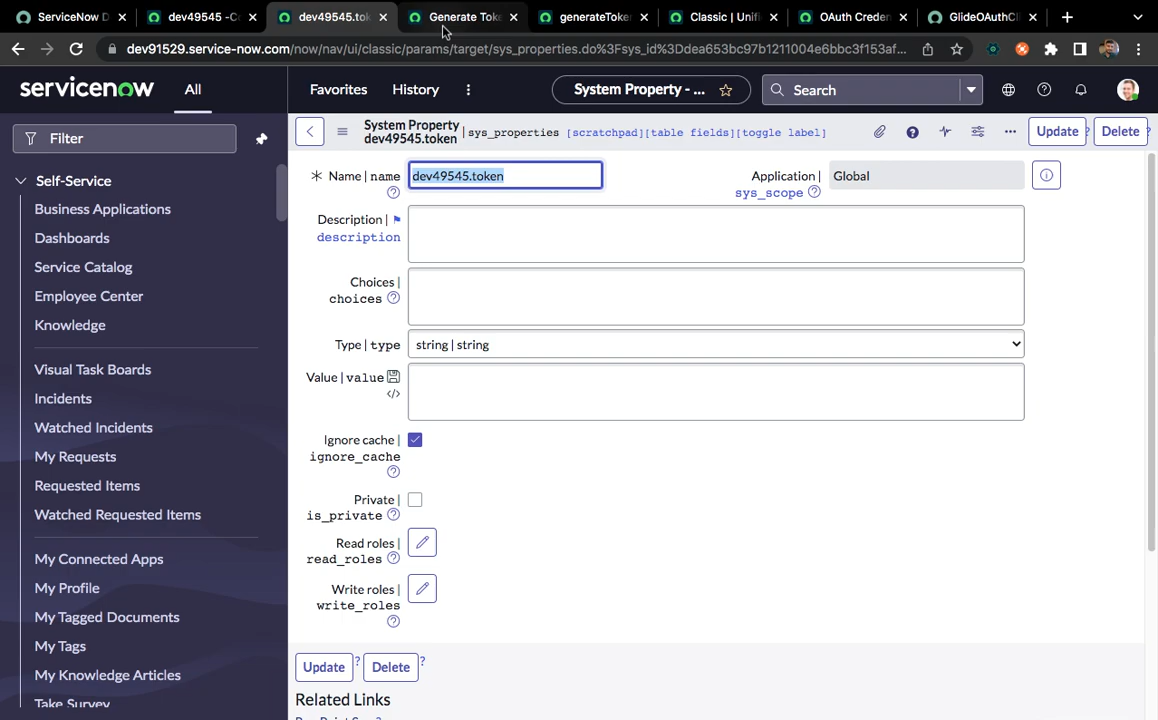 ServiceNow D
dev49545 -C
dev49545.tok
Generate Tok
generateToke
Classic | Unifi
OAuth Creden
GlideOAuthCl
dev91529.service-now.com/now/nav/ui/classic/params/target/sys_properties.do%3Fsys_id%3Ddea653bc97b2111004e6bbc3f153af...
servicenow
All
Favorites
History
System Property - ...
Search
Filter
Self-Service
Business Applications
Dashboards
Service Catalog
Employee Center
Knowledge
Visual Task Boards
Incidents
Watched Incidents
My Requests
Requested Items
Watched Requested Items
My Connected Apps
My Profile
My Tagged Documents
My Tags
My Knowledge Articles
Take Survey
System Property
dev49545.token
sys_properties [scratchpad][table fields][toggle label]
Update
Delete
Name | name
dev49545.token
Application |
sys_scope
Global
Description |
description
Choices |
choices
Type | type
string | string
Value | value
Ignore cache |
ignore_cache
Private |
is_private
Read roles |
read_roles
Write roles |
write_roles
Update
Delete
Related Links